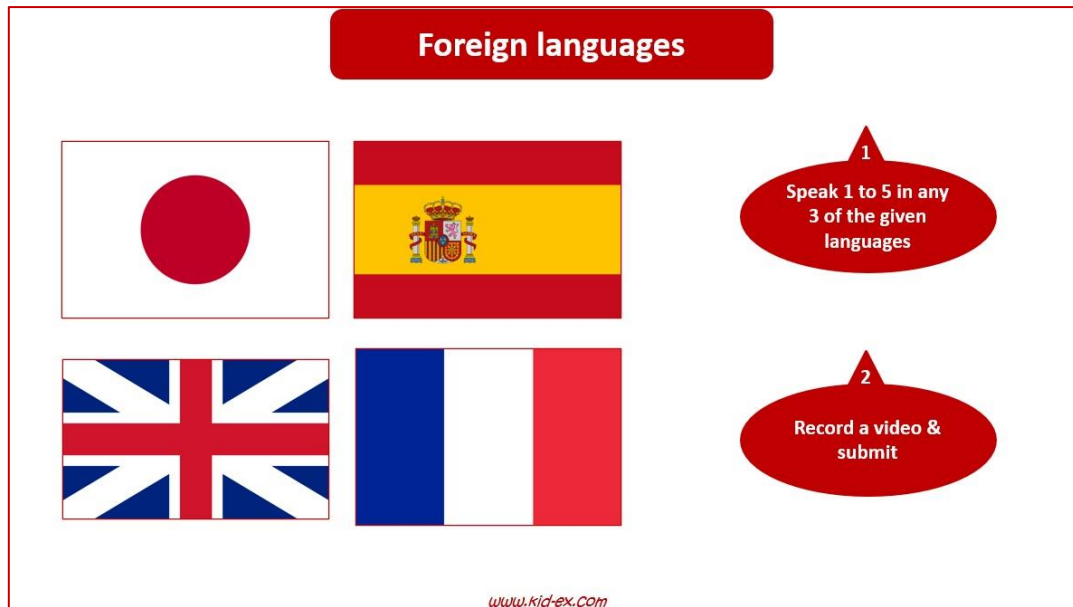 Foreign languages
1
Speak 1 to 5 in any
3 of the given
languages
2
Record a video &
submit
www.kid-ex.com